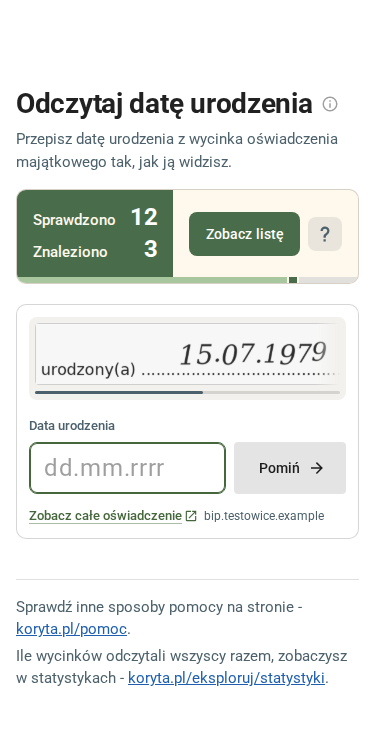 Odczytaj datę urodzenia
Przepisz datę urodzenia z wycinka oświadczenia
majątkowego tak, jak ją widzisz.
Sprawdzono 12
Znaleziono 3
Zobacz listę
?
15.07.1979
urodzony(a) ........................................
Data urodzenia
dd.mm.rrrr
Pomiń →
Zobacz całe oświadczenie bip.testowice.example
Sprawdź inne sposoby pomocy na stronie -
koryta.pl/pomoc.
Ile wycinków odczytali wszyscy razem, zobaczysz
w statystykach - koryta.pl/eksploruj/statystyki.